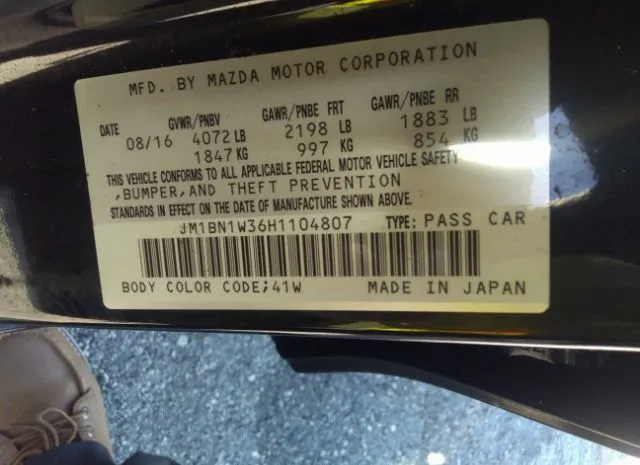 MFD. BY MAZDA MOTOR CORPORATION
DATE GVWR/PNBV GAWR/PNBE FRT GAWR/PNBE RR
08/16 4072 LB 2198 LB 1883 LB
1847 KG 997 KG 854 KG
THIS VEHICLE CONFORMS TO ALL APPLICABLE FEDERAL MOTOR VEHICLE SAFETY
,BUMPER,AND THEFT PREVENTION
STANDARDS IN EFFECT ON THE DATE OF MANUFACTURE SHOWN ABOVE.
JM1BN1W36H1104807 TYPE: PASS CAR
BODY COLOR CODE;41W MADE IN JAPAN